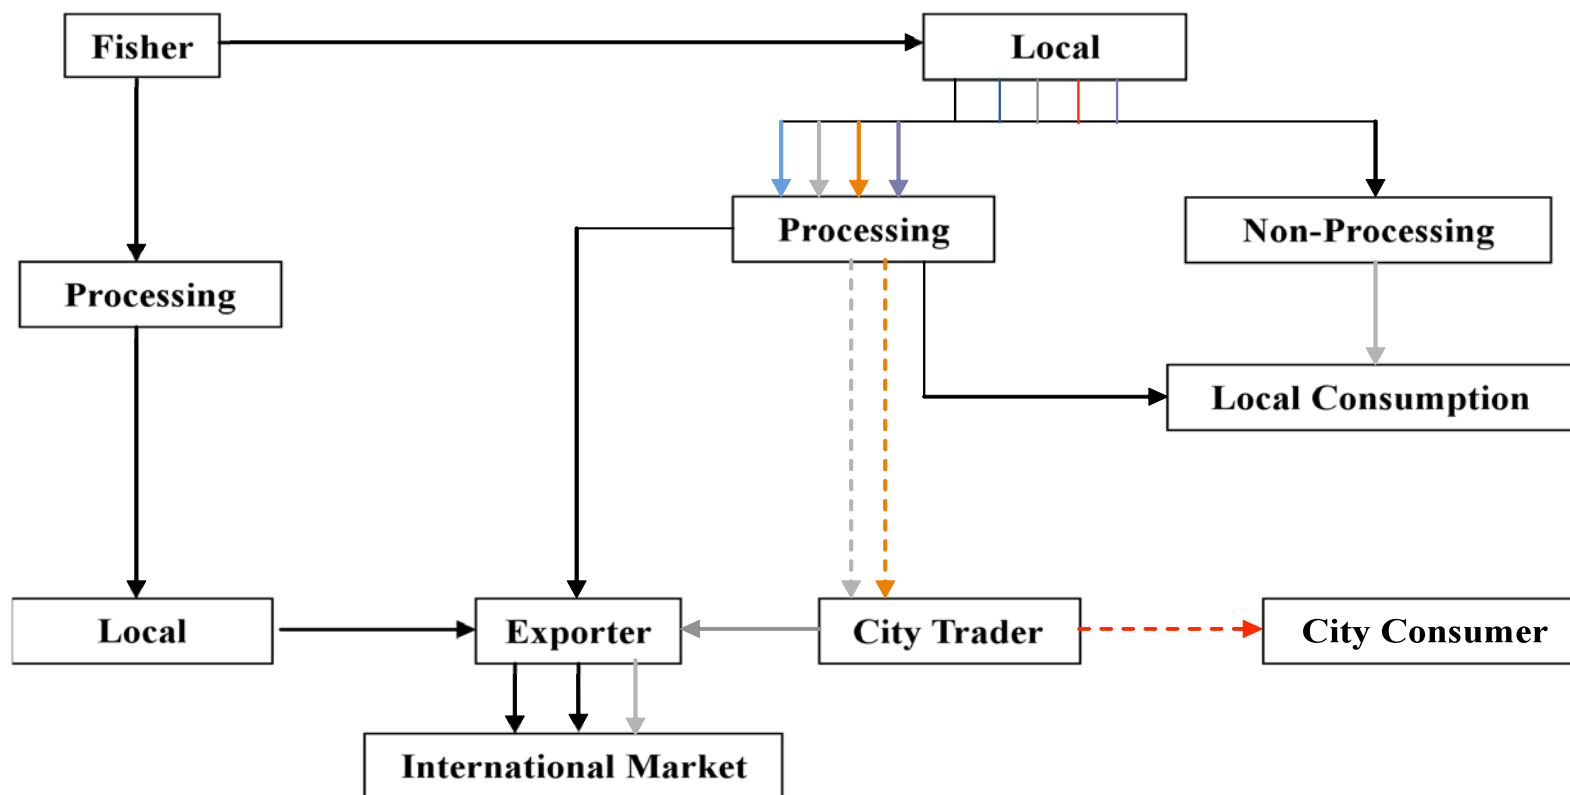 Fisher
Local
Processing
Non-Processing
Processing
Local Consumption
Local
Exporter
City Trader
City Consumer
International Market